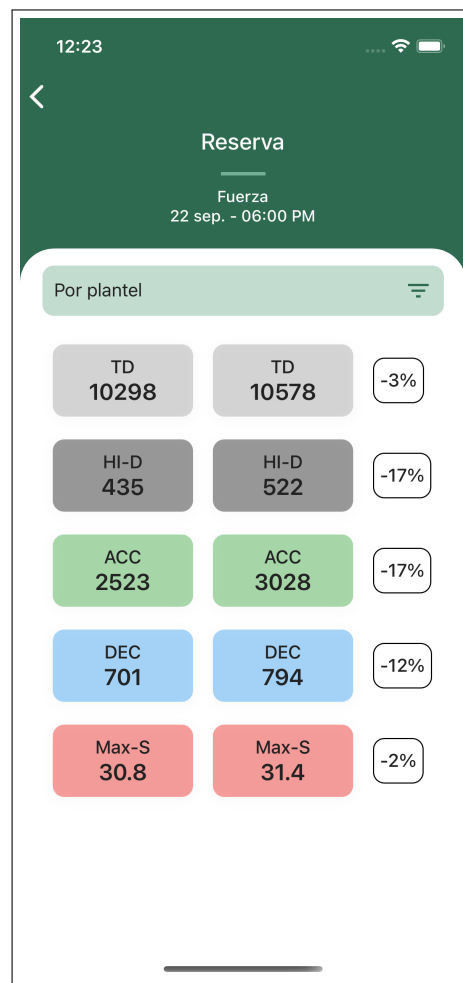 12:23
Reserva
Fuerza
22 sep. - 06:00 PM
Por plantel
TD TD
10298 10578 -3%
HI-D HI-D
435 522 -17%
ACC ACC
2523 3028 -17%
DEC DEC
701 794 -12%
Max-S Max-S
30.8 31.4 -2%